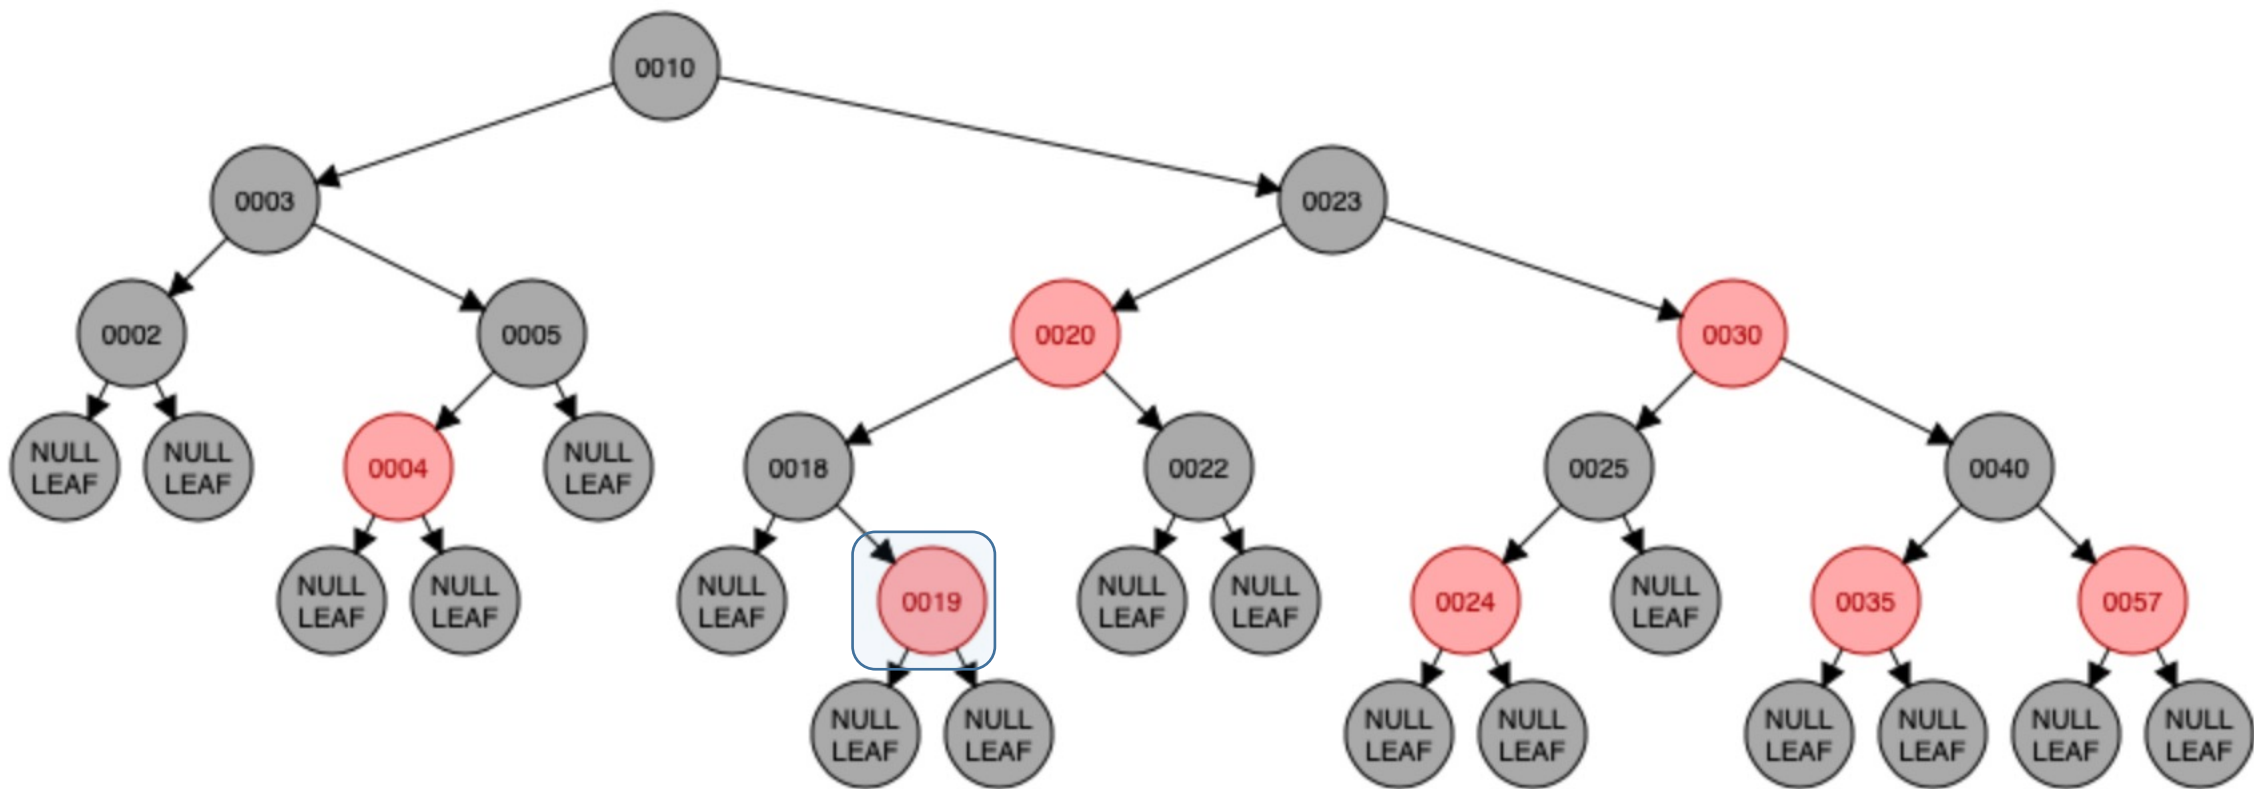 0010
0003
0023
0002
0005
0020
0030
NULL
LEAF
NULL
LEAF
0004
NULL
LEAF
0018
0022
0025
0040
NULL
LEAF
NULL
LEAF
NULL
LEAF
0019
NULL
LEAF
NULL
LEAF
0024
NULL
LEAF
0035
0057
NULL
LEAF
NULL
LEAF
NULL
LEAF
NULL
LEAF
NULL
LEAF
NULL
LEAF
NULL
LEAF
NULL
LEAF